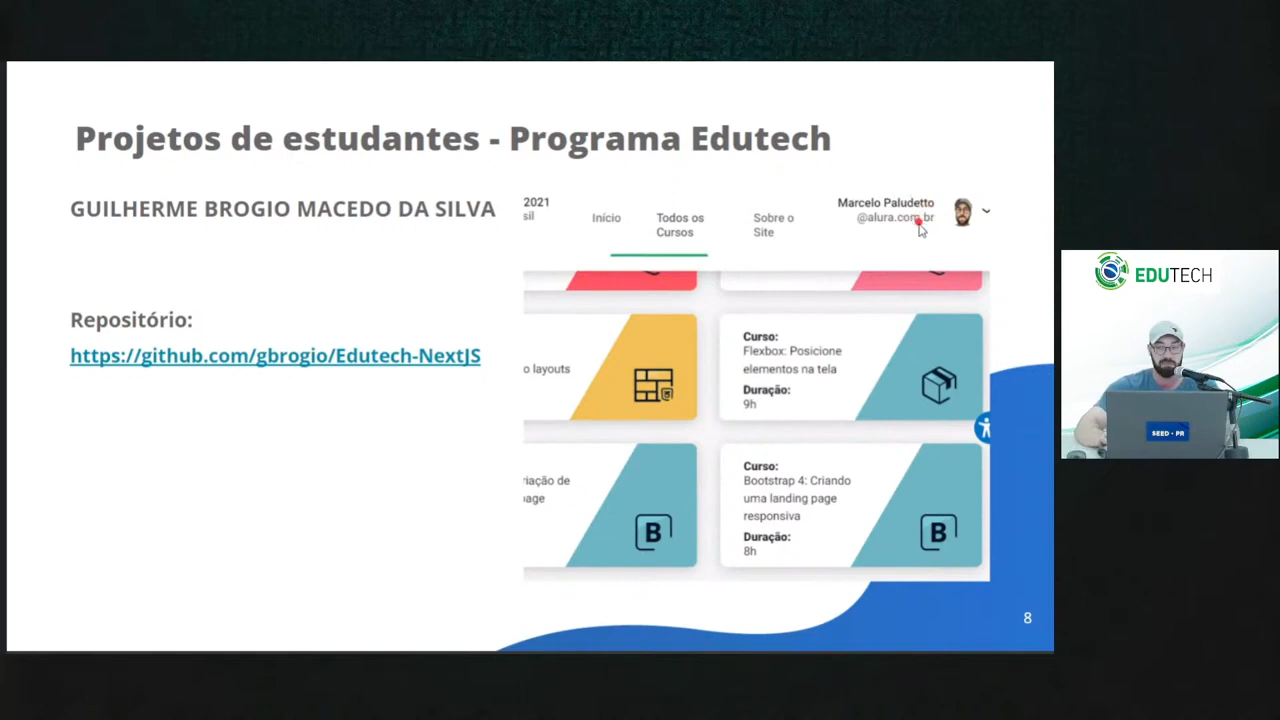 Projetos de estudantes - Programa Edutech
GUILHERME BROGIO MACEDO DA SILVA
Repositório:
https://github.com/gbrogio/Edutech-NextJS
2021
sil
Início
Todos os
Cursos
Sobre o
Site
Marcelo Paludetto
@alura.com.br
o layouts
Curso:
Flexbox: Posicione
elementos na tela
Duração:
9h
riação de
page
B
Curso:
Bootstrap 4: Criando
uma landing page
responsiva
Duração:
8h
B
8
EDUTECH
SEED - PR